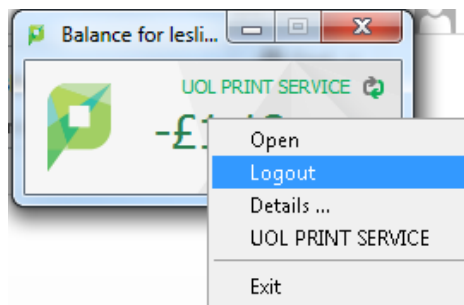 Balance for lesli...
UOL PRINT SERVICE
-£
Open
Logout
Details ...
UOL PRINT SERVICE
Exit